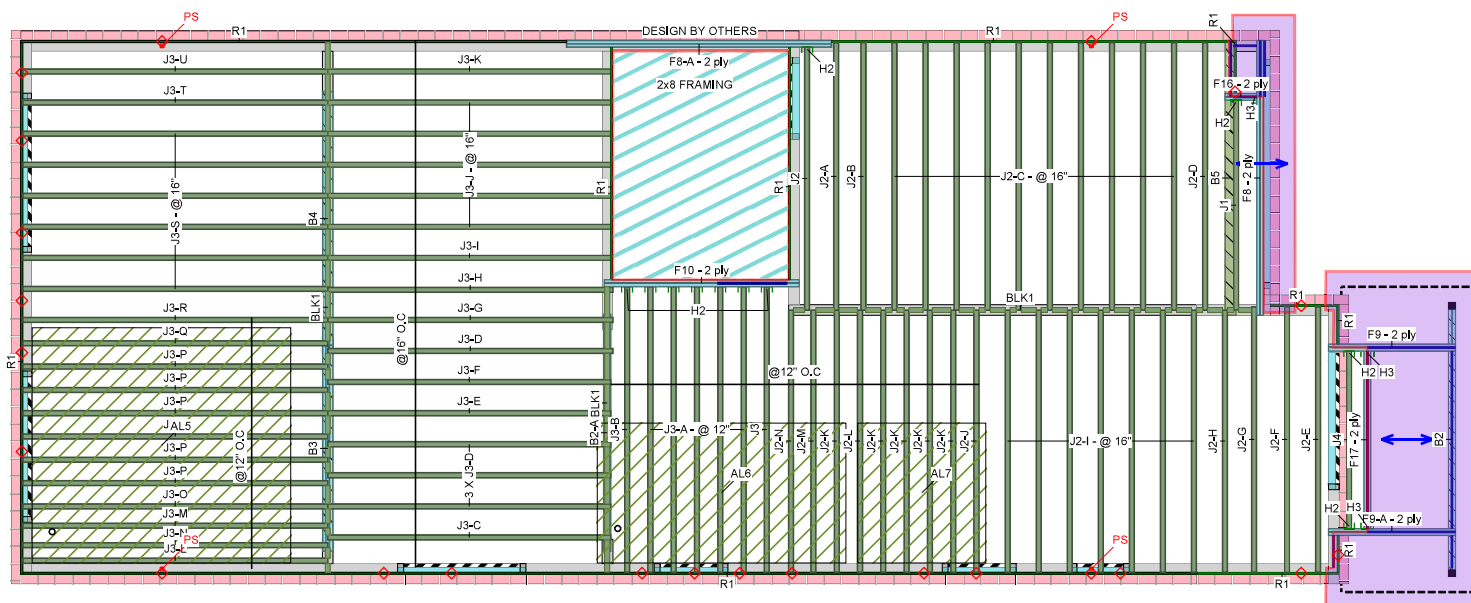 PS
R1
DESIGN BY OTHERS
R1
PS
R1
J3-U
J3-K
F8-A - 2 ply
H2
2x8 FRAMING
F16 - 2 ply
H3
H2
J3-T
J3-S - @ 16"
J3-J - @ 16"
B4
R1
R1
J2
J2-A
J2-B
J2-C - @ 16"
J2-D
B5
J1
F8 - 2 ply
J3-I
J3-H
F10 - 2 ply
J3-R
BLK1
@16" O.C
J3-G
H2
BLK1
R1
R1
J3-Q
J3-D
F9 - 2 ply
J3-P
R1
J3-F
@12" O.C
H2
H3
J3-P
J3-P
J3-E
B2-A
BLK1
J3-B
J3-A - @ 12"
J3
J2-N
J2-M
J2-K
J2-L
J2-K
J2-K
J2-K
J2-K
J2-J
J2-I - @ 16"
J2-H
J2-G
J2-F
J2-E
J4
F17 - 2 ply
B2
AL5
@12" O.C
B3
J3-P
J3-P
3 X J3-D
AL6
AL7
J3-O
J3-M
J3-C
H2
H3
F9-A - 2 ply
J3-N
J3-L
PS
R1
PS
R1
R1